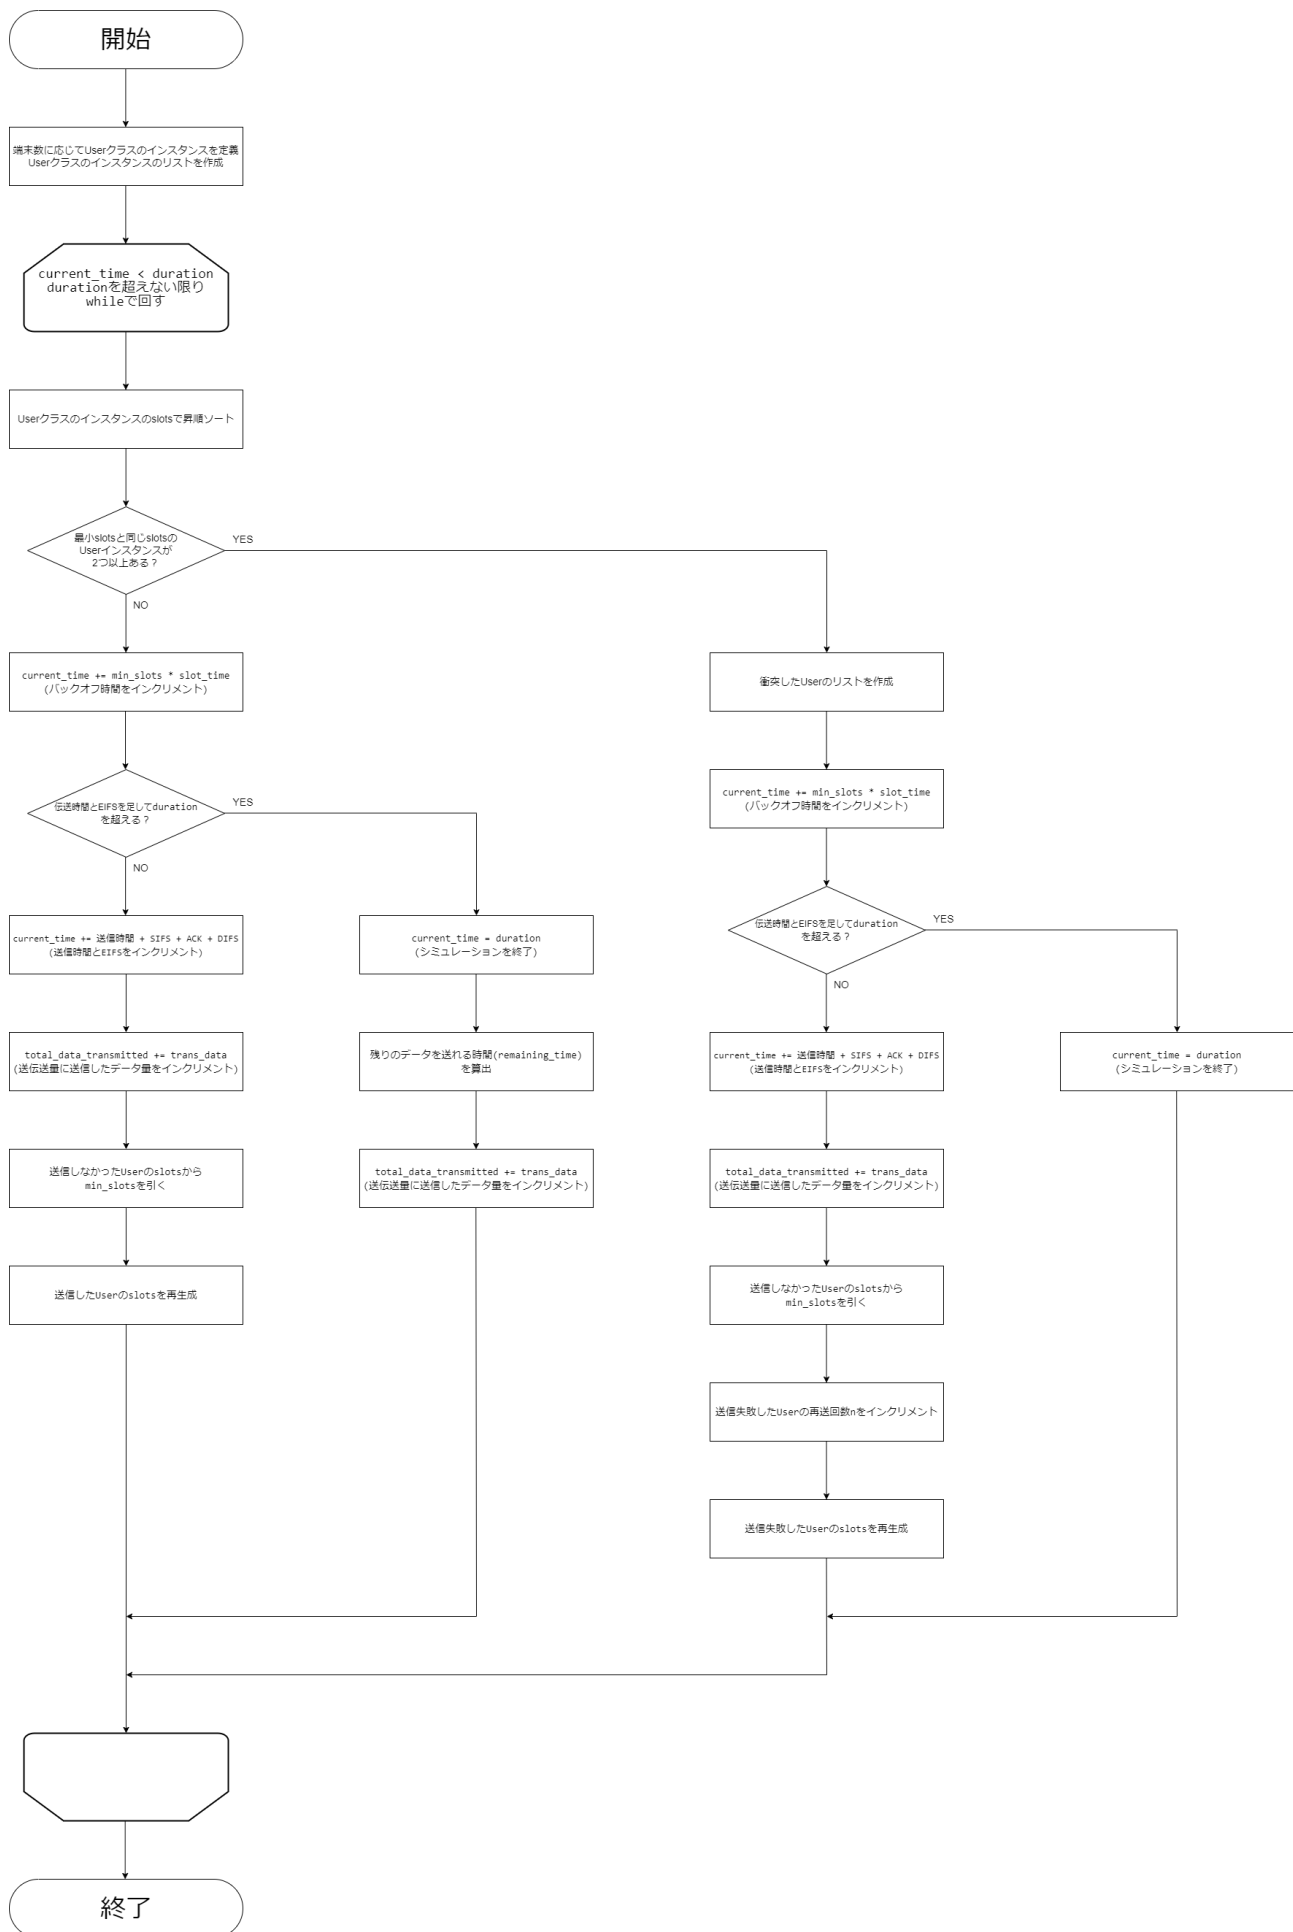 開始
端末数に応じてUserクラスのインスタンスを定義
Userクラスのインスタンスのリストを作成
current_time < duration
durationを超えない限り
whileで回す
Userクラスのインスタンスのslotsで昇順ソート
最小slotsと同じslotsの
Userインスタンスが
2つ以上ある？
YES
NO
current_time += min_slots * slot_time
(バックオフ時間をインクリメント)
伝送時間とEIFSを足してduration
を超える？
YES
NO
current_time += 送信時間 + SIFS + ACK + DIFS
(送信時間とEIFSをインクリメント)
total_data_transmitted += trans_data
(送伝送量に送信したデータ量をインクリメント)
送信しなかったUserのslotsから
min_slotsを引く
送信したUserのslotsを再生成
current_time = duration
(シミュレーションを終了)
残りのデータを送れる時間(remaining_time)
を算出
total_data_transmitted += trans_data
(送伝送量に送信したデータ量をインクリメント)
衝突したUserのリストを作成
current_time += min_slots * slot_time
(バックオフ時間をインクリメント)
伝送時間とEIFSを足してduration
を超える？
YES
NO
current_time += 送信時間 + SIFS + ACK + DIFS
(送信時間とEIFSをインクリメント)
total_data_transmitted += trans_data
(送伝送量に送信したデータ量をインクリメント)
送信しなかったUserのslotsから
min_slotsを引く
送信失敗したUserの再送回数nをインクリメント
送信失敗したUserのslotsを再生成
current_time = duration
(シミュレーションを終了)
終了